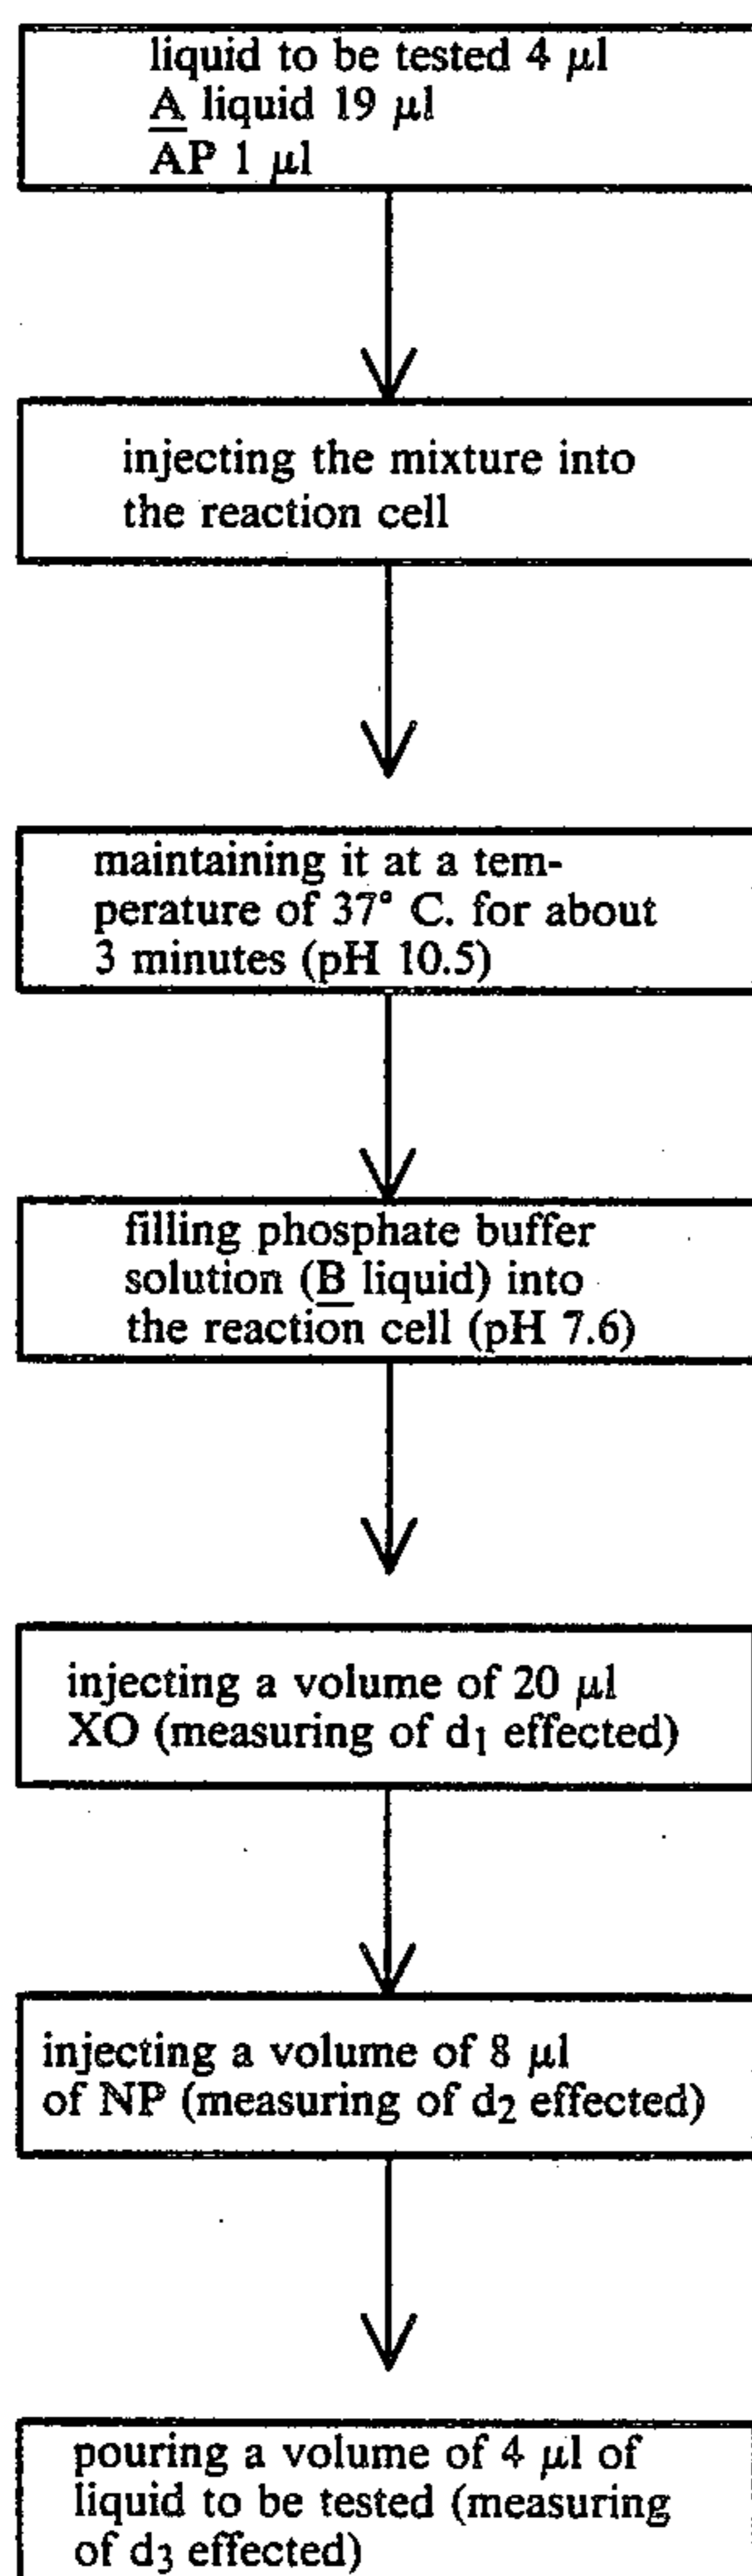 liquid to be tested 4 μl
A liquid 19 μl
AP 1 μl
injecting the mixture into
the reaction cell
maintaining it at a tem-
perature of 37° C. for about
3 minutes (pH 10.5)
filling phosphate buffer
solution (B liquid) into
the reaction cell (pH 7.6)
injecting a volume of 20 μl
XO (measuring of d1 effected)
injecting a volume of 8 μl
of NP (measuring of d2 effected)
pouring a volume of 4 μl of
liquid to be tested (measuring
of d3 effected)